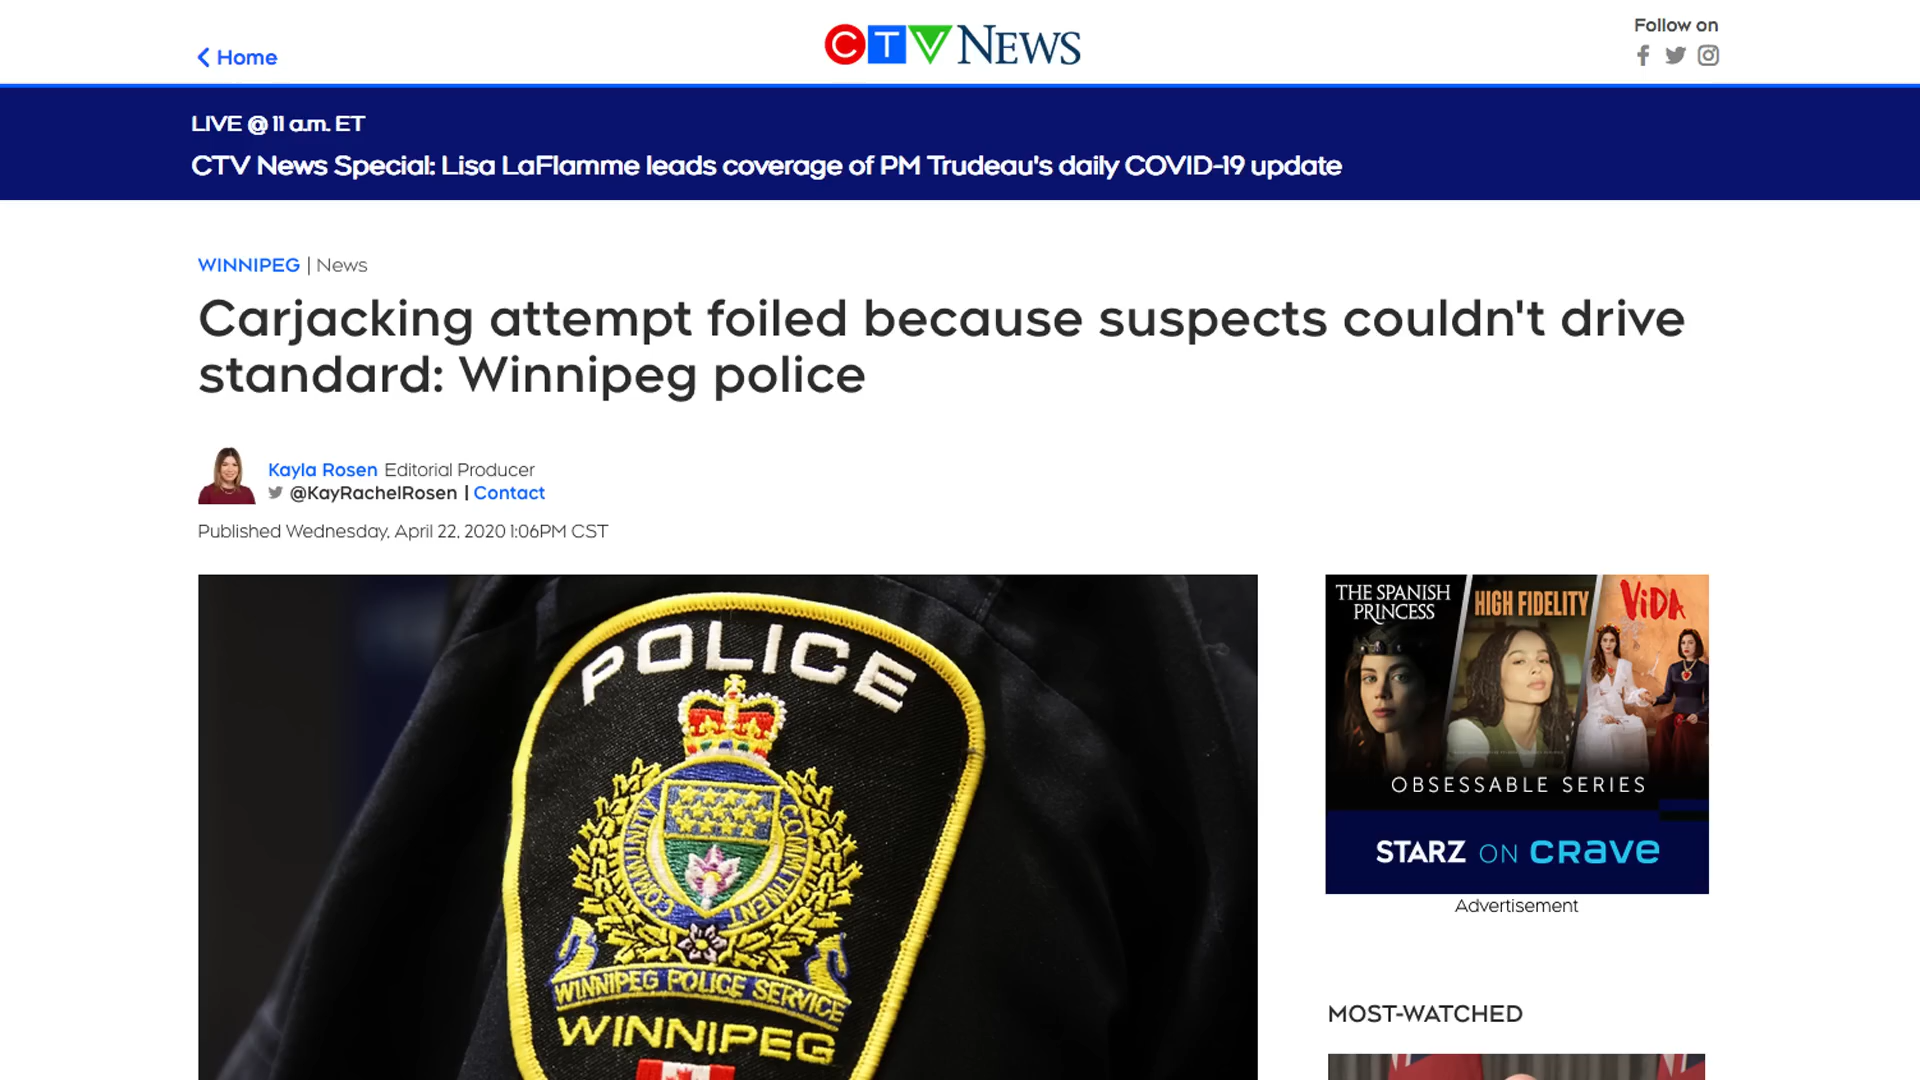 Home
CTV NEWS
Follow on
LIVE @ 11 a.m. ET
CTV News Special: Lisa LaFlamme leads coverage of PM Trudeau's daily COVID-19 update
WINNIPEG | News
Carjacking attempt foiled because suspects couldn't drive
standard: Winnipeg police
Kayla Rosen Editorial Producer
@KayRachelRosen | Contact
Published Wednesday, April 22, 2020 1:06PM CST
POLICE
COMMITMENT
WINNIPEG POLICE SERVICE
WINNIPEG
THE SPANISH
PRINCESS
HIGH FIDELITY
ViDA
OBSESSABLE SERIES
STARZ ON CRAVE
Advertisement
MOST-WATCHED